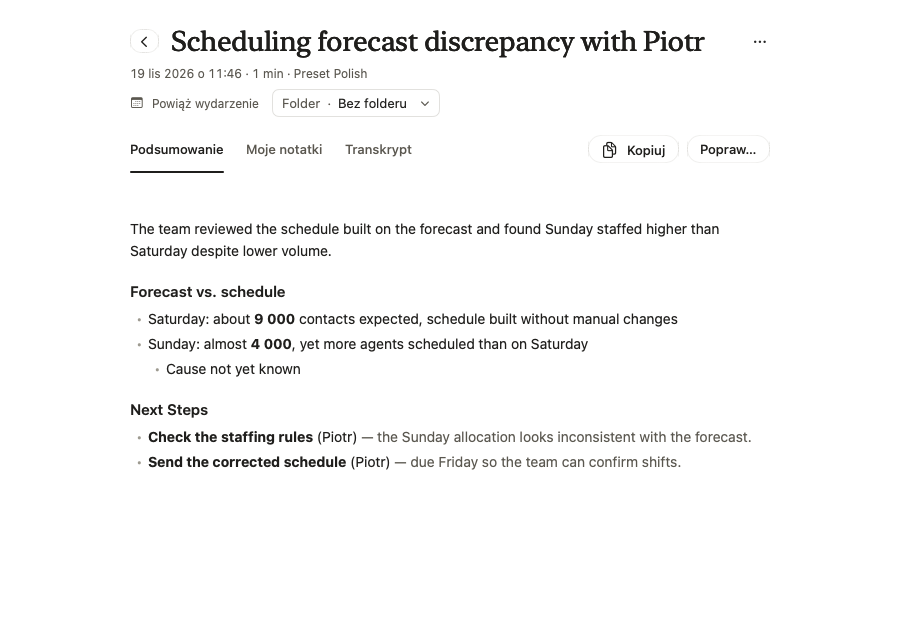 Scheduling forecast discrepancy with Piotr
19 lis 2026 o 11:46 · 1 min · Preset Polish
Powiąż wydarzenie Folder · Bez folderu
Podsumowanie Moje notatki Transkrypt Kopiuj Popraw...
The team reviewed the schedule built on the forecast and found Sunday staffed higher than
Saturday despite lower volume.
Forecast vs. schedule
• Saturday: about 9 000 contacts expected, schedule built without manual changes
• Sunday: almost 4 000, yet more agents scheduled than on Saturday
• Cause not yet known
Next Steps
• Check the staffing rules (Piotr) — the Sunday allocation looks inconsistent with the forecast.
• Send the corrected schedule (Piotr) — due Friday so the team can confirm shifts.